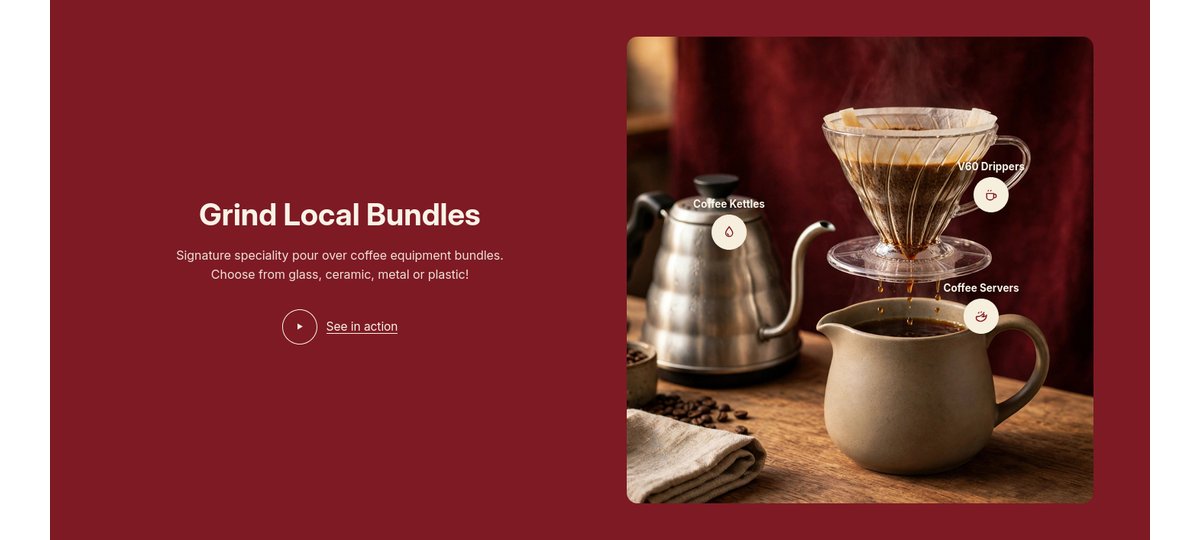 Grind Local Bundles
Signature speciality pour over coffee equipment bundles.
Choose from glass, ceramic, metal or plastic!
See in action
Coffee Kettles
V60 Drippers
Coffee Servers